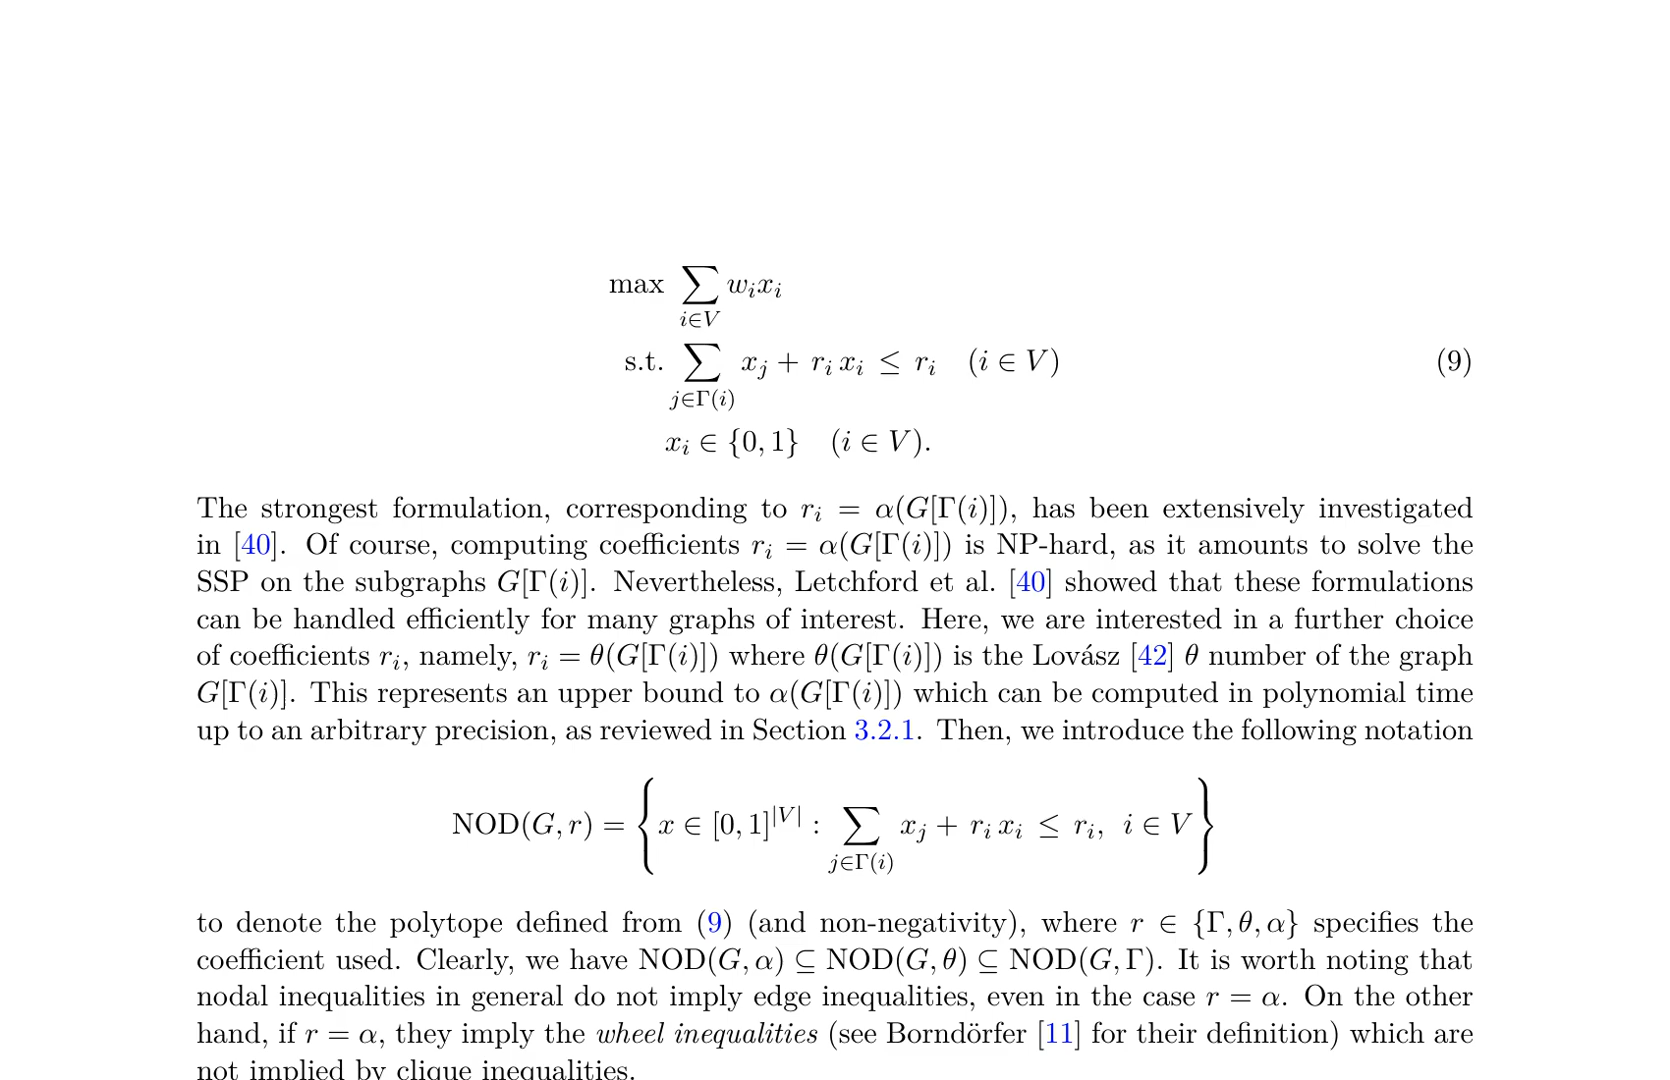 max ∑_{i∈V} w_i x_i
s.t. ∑_{j∈Γ(i)} x_j + r_i x_i ≤ r_i (i ∈ V) (9)
x_i ∈ {0, 1} (i ∈ V).
The strongest formulation, corresponding to r_i = α(G[Γ(i)]), has been extensively investigated
in [40]. Of course, computing coefficients r_i = α(G[Γ(i)]) is NP-hard, as it amounts to solve the
SSP on the subgraphs G[Γ(i)]. Nevertheless, Letchford et al. [40] showed that these formulations
can be handled efficiently for many graphs of interest. Here, we are interested in a further choice
of coefficients r_i, namely, r_i = θ(G[Γ(i)]) where θ(G[Γ(i)]) is the Lovász [42] θ number of the graph
G[Γ(i)]. This represents an upper bound to α(G[Γ(i)]) which can be computed in polynomial time
up to an arbitrary precision, as reviewed in Section 3.2.1. Then, we introduce the following notation
NOD(G, r) = { x ∈ [0, 1]^{|V|} : ∑_{j∈Γ(i)} x_j + r_i x_i ≤ r_i, i ∈ V }
to denote the polytope defined from (9) (and non-negativity), where r ∈ {Γ, θ, α} specifies the
coefficient used. Clearly, we have NOD(G, α) ⊆ NOD(G, θ) ⊆ NOD(G, Γ). It is worth noting that
nodal inequalities in general do not imply edge inequalities, even in the case r = α. On the other
hand, if r = α, they imply the wheel inequalities (see Borndörfer [11] for their definition) which are
not implied by clique inequalities.